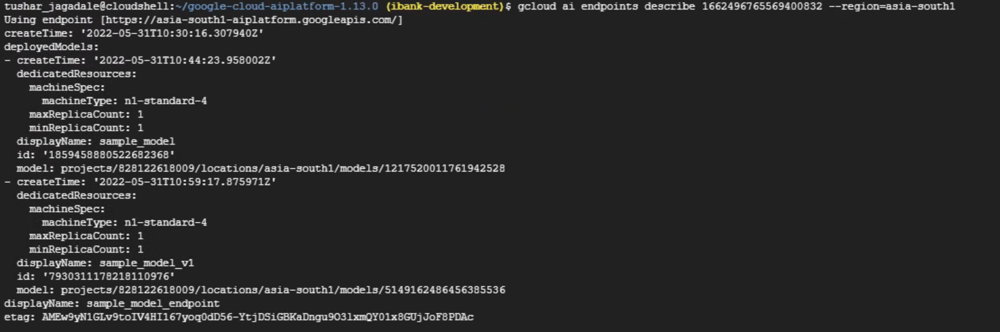 tushar_jagadale@cloudshell:~/google-cloud-aiplatform-1.13.0 (ibank-development)$ gcloud ai endpoints describe 1662496765569400832 --region=asia-south1
Using endpoint [https://asia-south1-aiplatform.googleapis.com/]
createTime: '2022-05-31T10:30:16.307940Z'
deployedModels:
- createTime: '2022-05-31T10:44:23.958002Z'
  dedicatedResources:
    machineSpec:
      machineType: n1-standard-4
    maxReplicaCount: 1
    minReplicaCount: 1
  displayName: sample_model
  id: '1859458880522682368'
  model: projects/828122618009/locations/asia-south1/models/1217520011761942528
- createTime: '2022-05-31T10:59:17.875971Z'
  dedicatedResources:
    machineSpec:
      machineType: n1-standard-4
    maxReplicaCount: 1
    minReplicaCount: 1
  displayName: sample_model_v1
  id: '7930311178218110976'
  model: projects/828122618009/locations/asia-south1/models/5149162486456385536
displayName: sample_model_endpoint
etag: AMEw9yN1GLv9toIV4HI167yoq0dD56-YtjDSiGBKaDngu9O3lxmQY01x8GUjJoF8PDAc